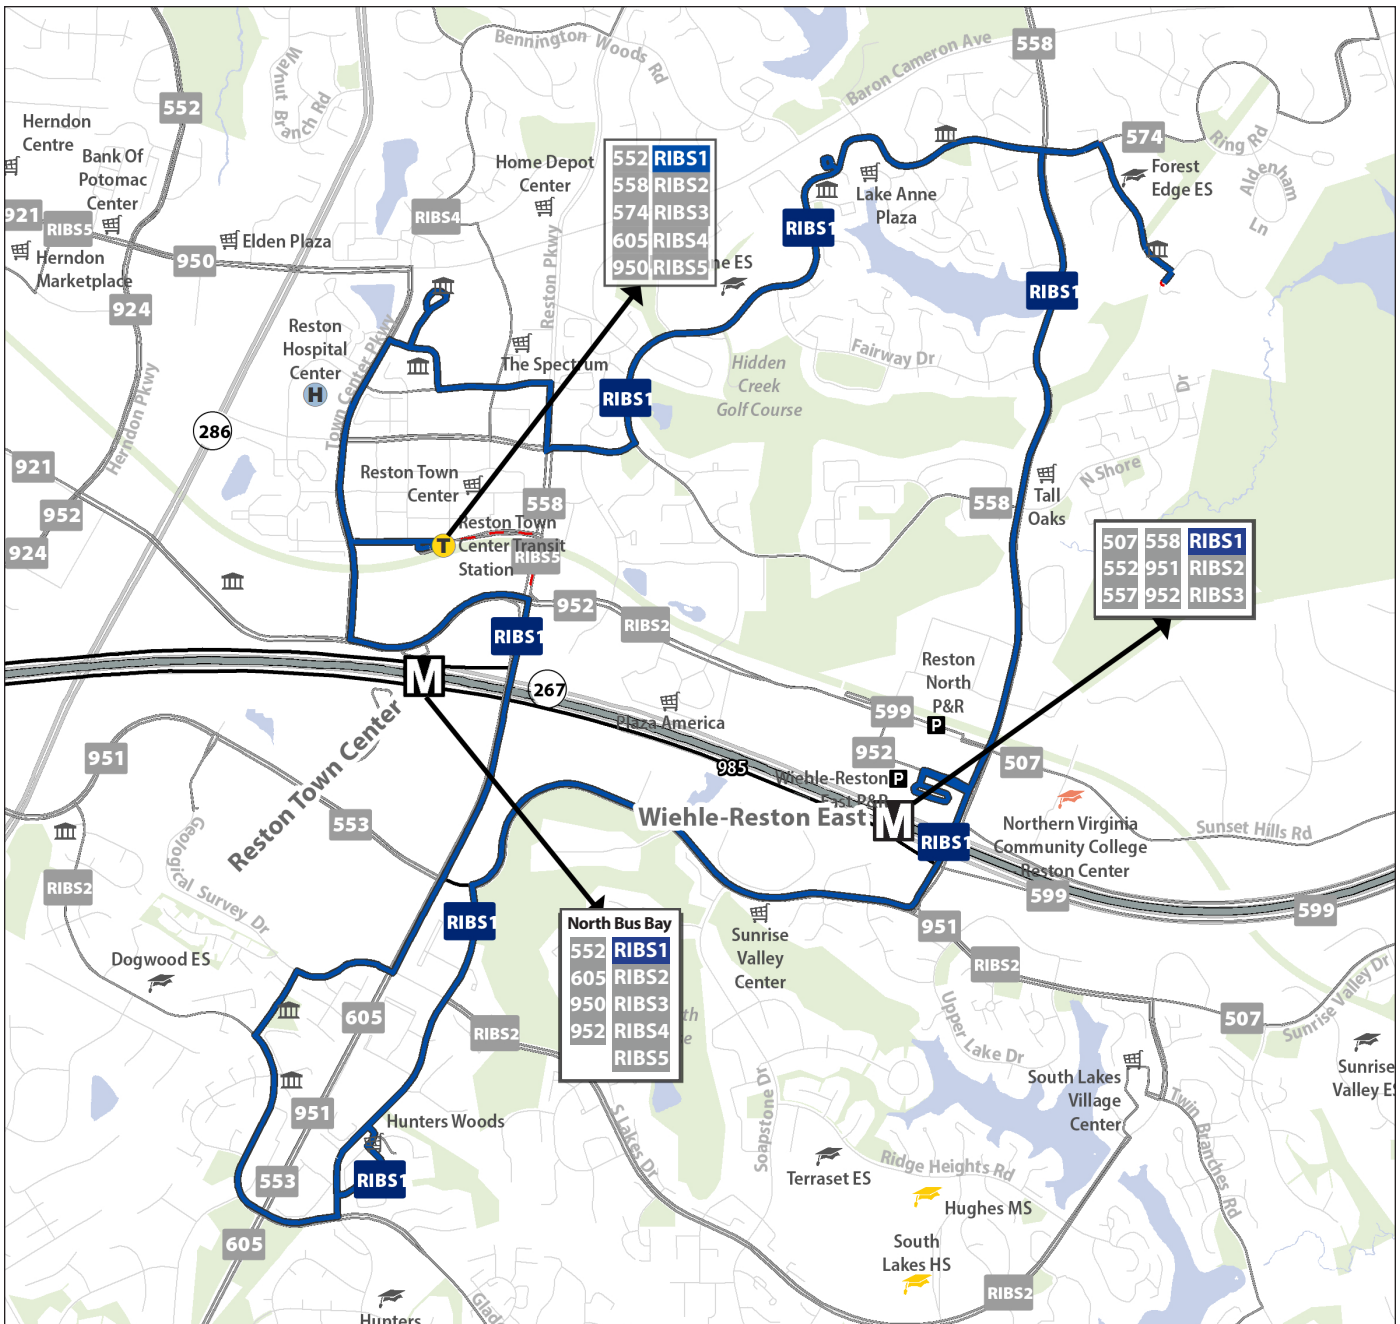 Bennington Woods Rd
Baron Cameron Ave
558
Walnut Branch Rd
552
Herndon
Centre
Bank Of
Potomac
Center
Home Depot
Center
552 RIBS1
558 RIBS2
574 RIBS3
605 RIBS4
950 RIBS5
574
Ring Rd
Forest
Edge ES
Aldenham
Ln
Lake Anne
Plaza
921
RIBS5
RIBS4
RIBS1
Elden Plaza
950
Herndon
Marketplace
ne ES
RIBS1
924
Reston Pkwy
Reston
Hospital
Center
H
Town Center Pkwy
The Spectrum
Fairway Dr
Hidden
Creek
Golf Course
Dr
RIBS1
Herndon Pkwy
286
921
Reston Town
Center
N Shore
Tall
Oaks
558
558
952
924
T
Reston Town
Center Transit
Station
RIBS5
507 558 RIBS1
552 951 RIBS2
557 952 RIBS3
952
RIBS2
RIBS1
M
267
Reston
North
P&R
P
Plaza America
599
952
507
951
985
Wiehle-Reston
East P&R
P
Wiehle-Reston East
M
RIBS1
Northern Virginia
Community College
Reston Center
Sunset Hills Rd
Reston Town Center
553
Geological Survey Dr
RIBS2
599
599
RIBS1
North Bus Bay
552 RIBS1
605 RIBS2
950 RIBS3
952 RIBS4
RIBS5
th
e
Sunrise
Valley
Center
951
RIBS2
Dogwood ES
605
RIBS2
507
Sunrise Valley Dr
Upper Lake Dr
Sunrise
Valley E
South Lakes
Village
Center
951
Hunters Woods
S Lakes Dr
Soapstone Dr
Twin Branches Rd
Ridge Heights Rd
Terraset ES
553
RIBS1
Hughes MS
605
South
Lakes HS
RIBS2
Hunters
Glad